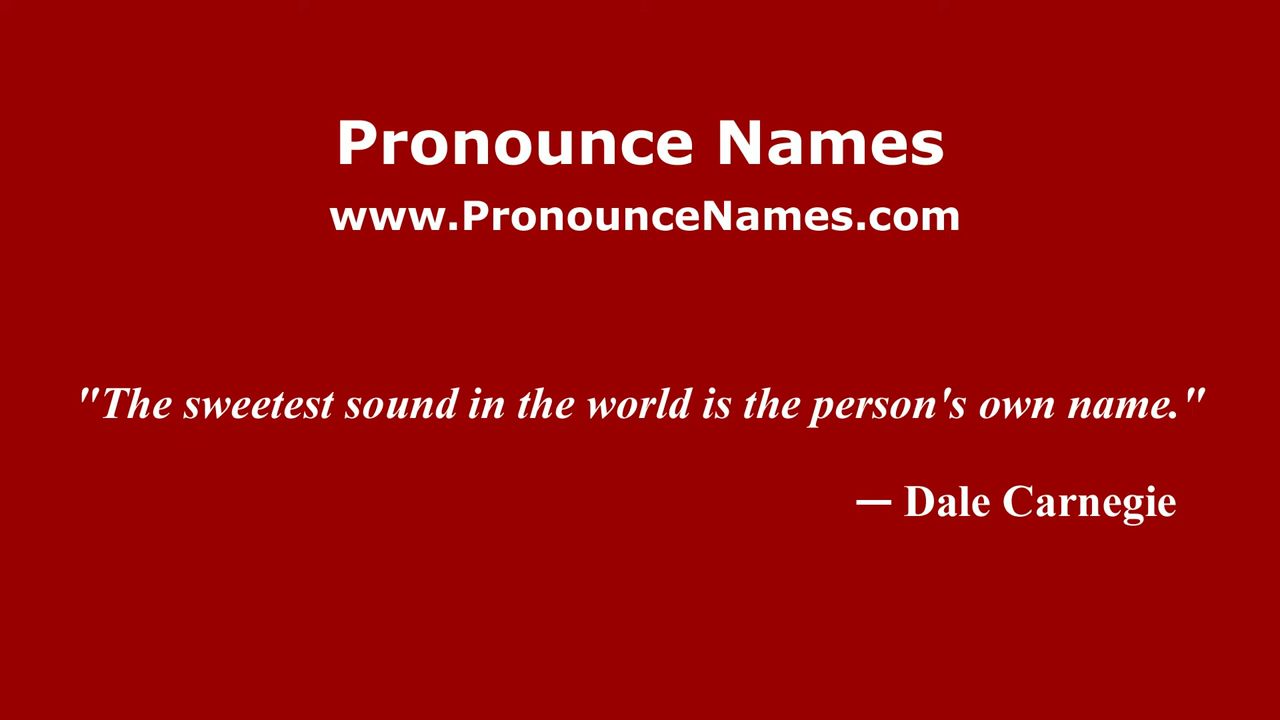 Pronounce Names
www.PronounceNames.com
"The sweetest sound in the world is the person's own name."
— Dale Carnegie